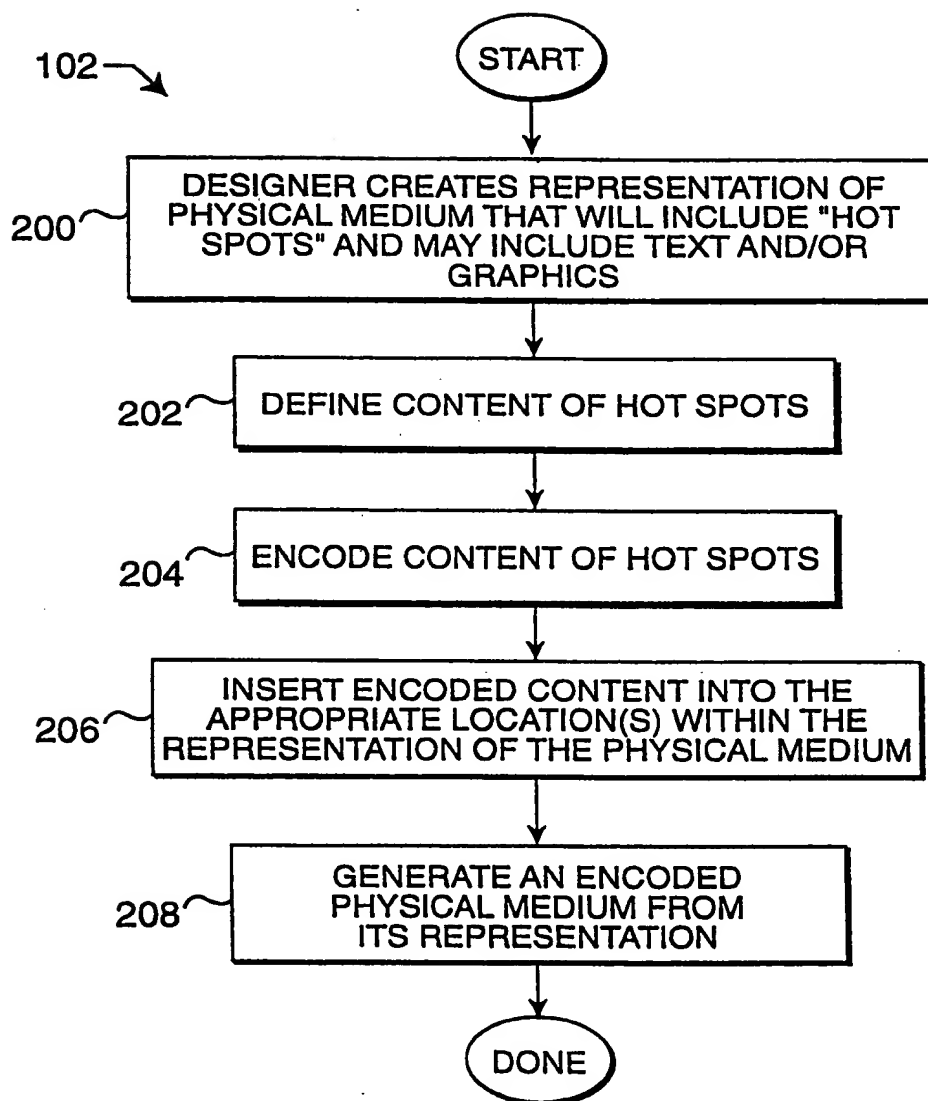 102
START
200
DESIGNER CREATES REPRESENTATION OF
PHYSICAL MEDIUM THAT WILL INCLUDE "HOT
SPOTS" AND MAY INCLUDE TEXT AND/OR
GRAPHICS
202
DEFINE CONTENT OF HOT SPOTS
204
ENCODE CONTENT OF HOT SPOTS
206
INSERT ENCODED CONTENT INTO THE
APPROPRIATE LOCATION(S) WITHIN THE
REPRESENTATION OF THE PHYSICAL MEDIUM
208
GENERATE AN ENCODED
PHYSICAL MEDIUM FROM
ITS REPRESENTATION
DONE